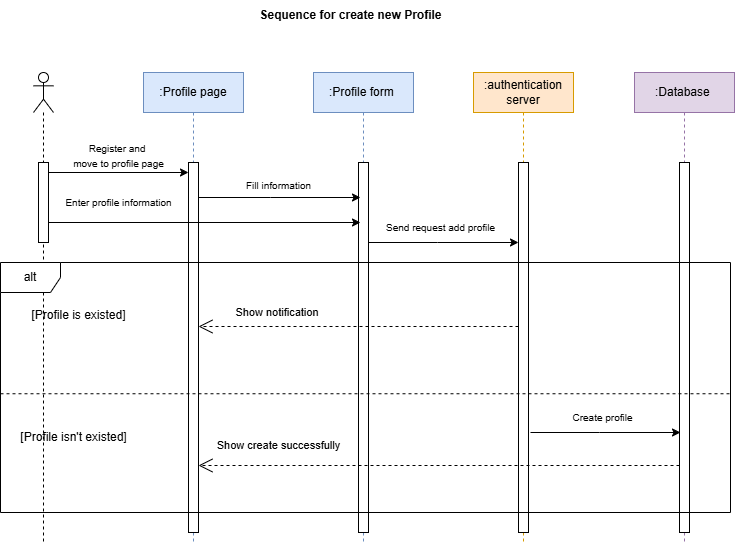 Sequence for create new Profile
:Profile page
:Profile form
:authentication
server
:Database
Register and
move to profile page
Fill information
Enter profile information
Send request add profile
alt
[Profile is existed]
Show notification
Create profile
[Profile isn't existed]
Show create successfully